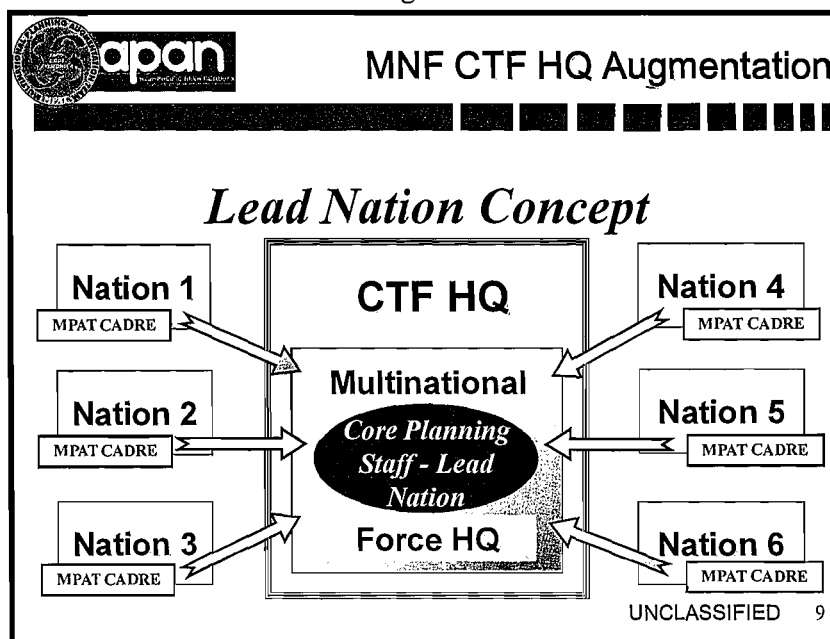 apan
MNF CTF HQ Augmentation
Lead Nation Concept
CTF HQ
Nation 1
MPAT CADRE
Nation 2
MPAT CADRE
Nation 3
MPAT CADRE
Multinational
Core Planning
Staff - Lead
Nation
Force HQ
Nation 4
MPAT CADRE
Nation 5
MPAT CADRE
Nation 6
MPAT CADRE
UNCLASSIFIED 9